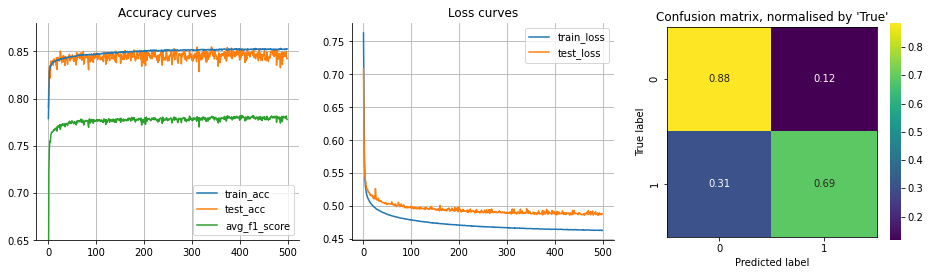 Accuracy curves
0.85
0.80
0.75
0.70
0.65
0 100 200 300 400 500
train_acc
test_acc
avg_f1_score
Loss curves
0.75
0.70
0.65
0.60
0.55
0.50
0.45
0 100 200 300 400 500
train_loss
test_loss
Confusion matrix, normalised by 'True'
True label
0
1
0.88 0.12
0.31 0.69
0 1
Predicted label
0.8
0.7
0.6
0.5
0.4
0.3
0.2